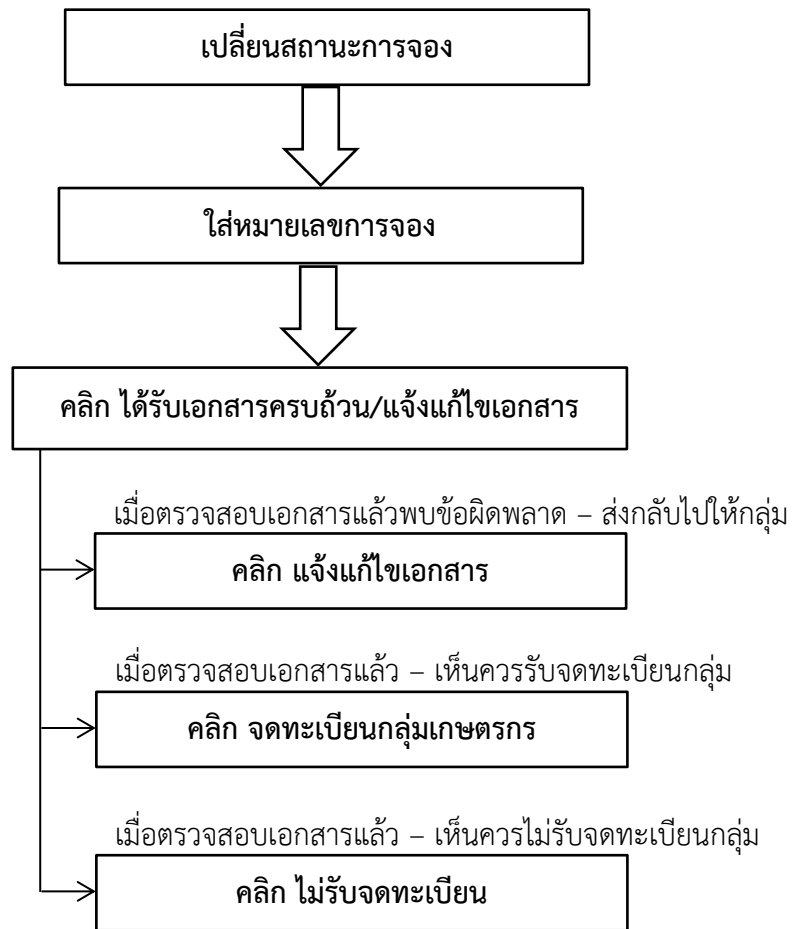 เปลี่ยนสถานะการจอง
ใส่หมายเลขการจอง
คลิก ได้รับเอกสารครบถ้วน/แจ้งแก้ไขเอกสาร
เมื่อตรวจสอบเอกสารแล้วพบข้อผิดพลาด – ส่งกลับไปให้กลุ่ม
คลิก แจ้งแก้ไขเอกสาร
เมื่อตรวจสอบเอกสารแล้ว – เห็นควรรับจดทะเบียนกลุ่ม
คลิก จดทะเบียนกลุ่มเกษตรกร
เมื่อตรวจสอบเอกสารแล้ว – เห็นควรไม่รับจดทะเบียนกลุ่ม
คลิก ไม่รับจดทะเบียน